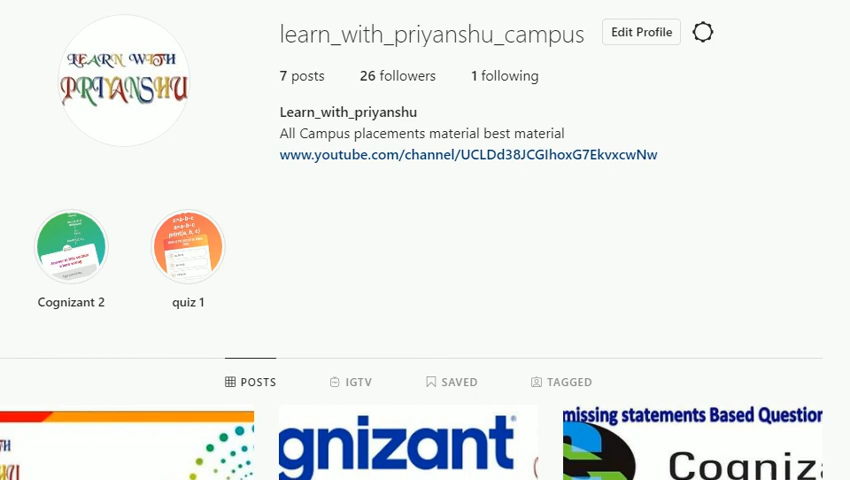 learn_with_priyanshu_campus
Edit Profile
LEARN WITH
PRIYANSHU
7 posts 26 followers 1 following
Learn_with_priyanshu
All Campus placements material best material
www.youtube.com/channel/UCLDd38JCGIhoxG7EkvxcwNw
Cognizant 2
quiz 1
POSTS
IGTV
SAVED
TAGGED
gnizant
missing statements Based Question
Cogniza